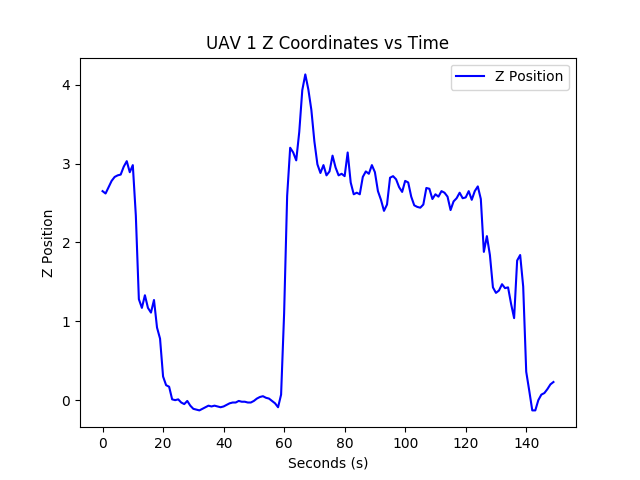 UAV 1 Z Coordinates vs Time
Z Position
4
3
2
1
0
Z Position
0 20 40 60 80 100 120 140
Seconds (s)